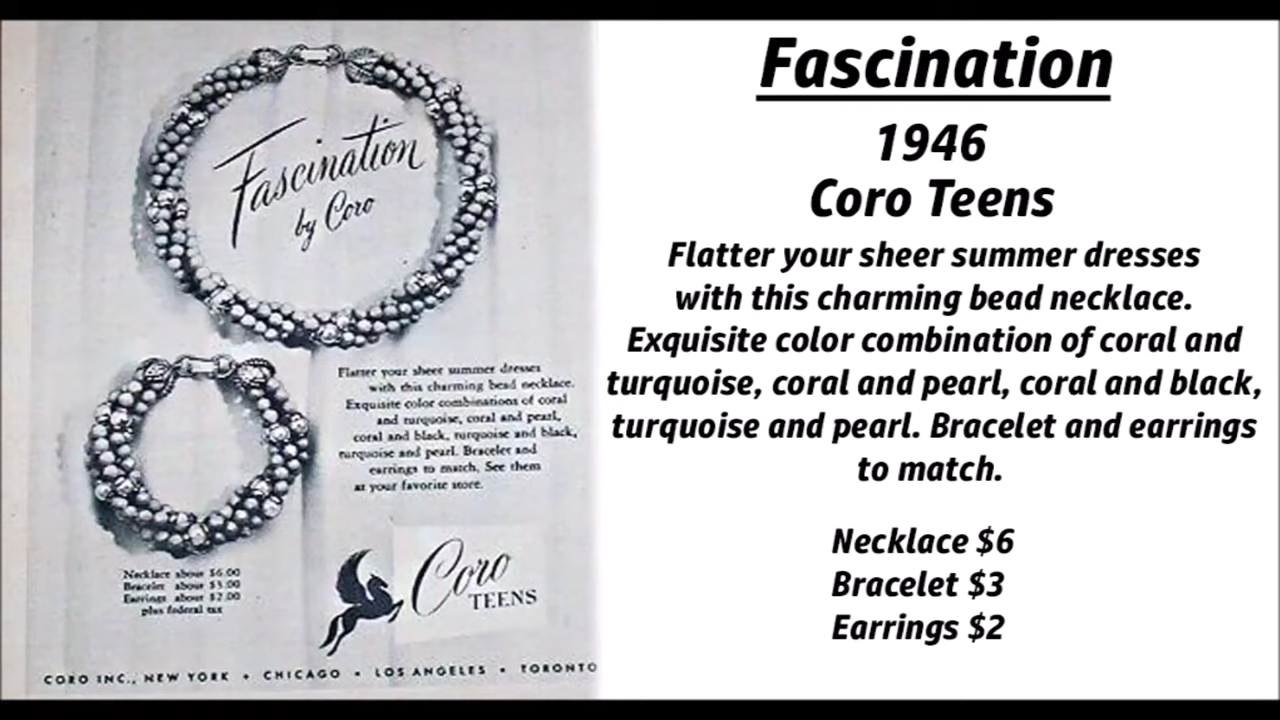 Fascination
by Coro
Flatter your sheer summer dresses
with this charming bead necklace.
Exquisite color combinations of coral
and turquoise, coral and pearl,
coral and black, turquoise and black,
turquoise and pearl. Bracelet and
earrings to match. See them
at your favorite store.
Necklace about $6.00
Bracelet about $3.00
Earrings about $2.00
plus federal tax
Coro
TEENS
CORO INC., NEW YORK • CHICAGO • LOS ANGELES • TORONTO
Fascination
1946
Coro Teens
Flatter your sheer summer dresses
with this charming bead necklace.
Exquisite color combination of coral and
turquoise, coral and pearl, coral and black,
turquoise and pearl. Bracelet and earrings
to match.
Necklace $6
Bracelet $3
Earrings $2